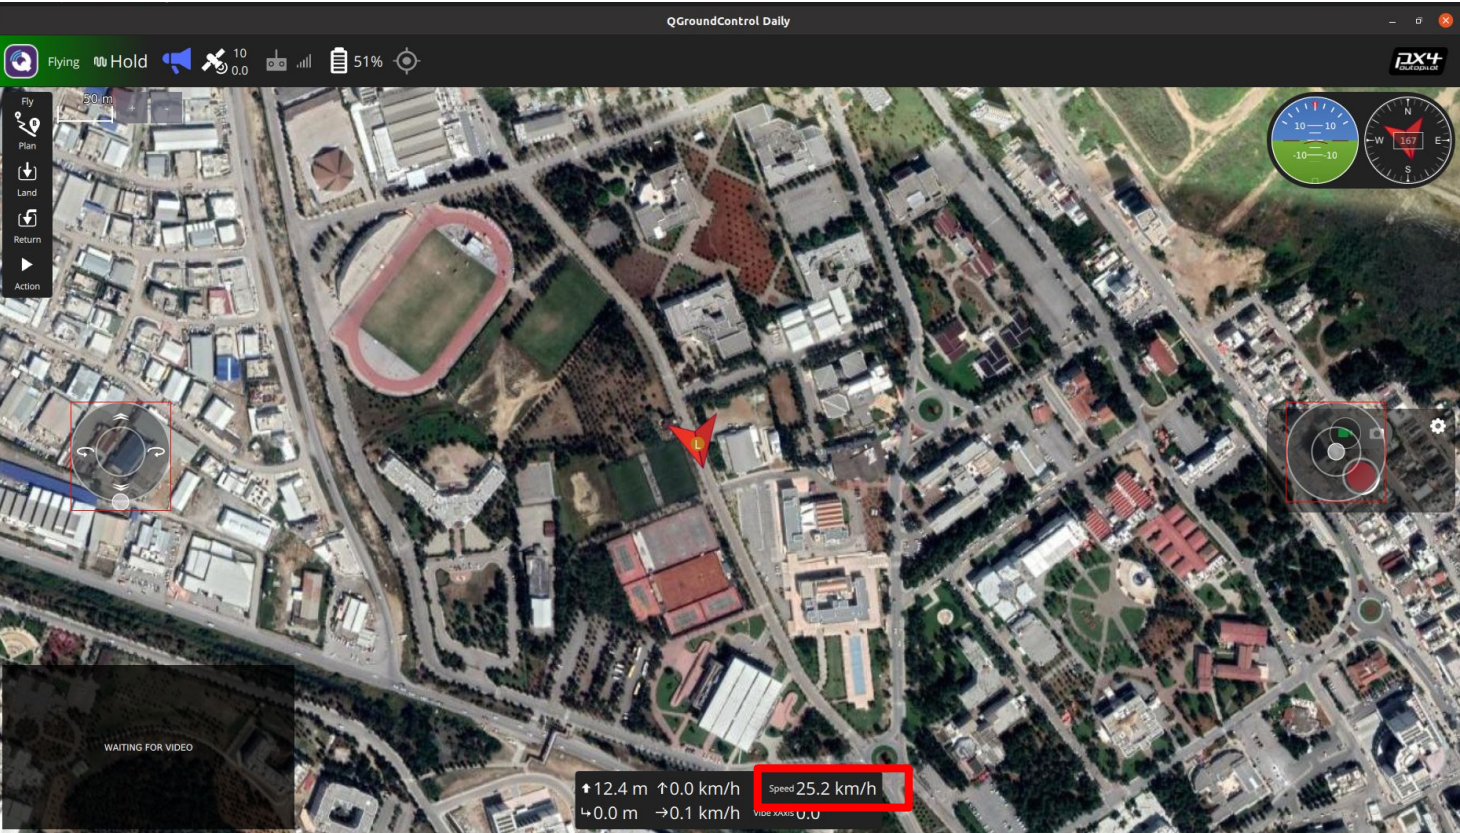 QGroundControl Daily
Flying Hold 10 0.0 51%
PX4 autopilot
Fly
50 m
Plan
Land
Return
Action
10 10
-10 -10
N
W 167 E
S
L
WAITING FOR VIDEO
12.4 m 0.0 km/h Speed 25.2 km/h
0.0 m 0.1 km/h Vibe xAxis 0.0